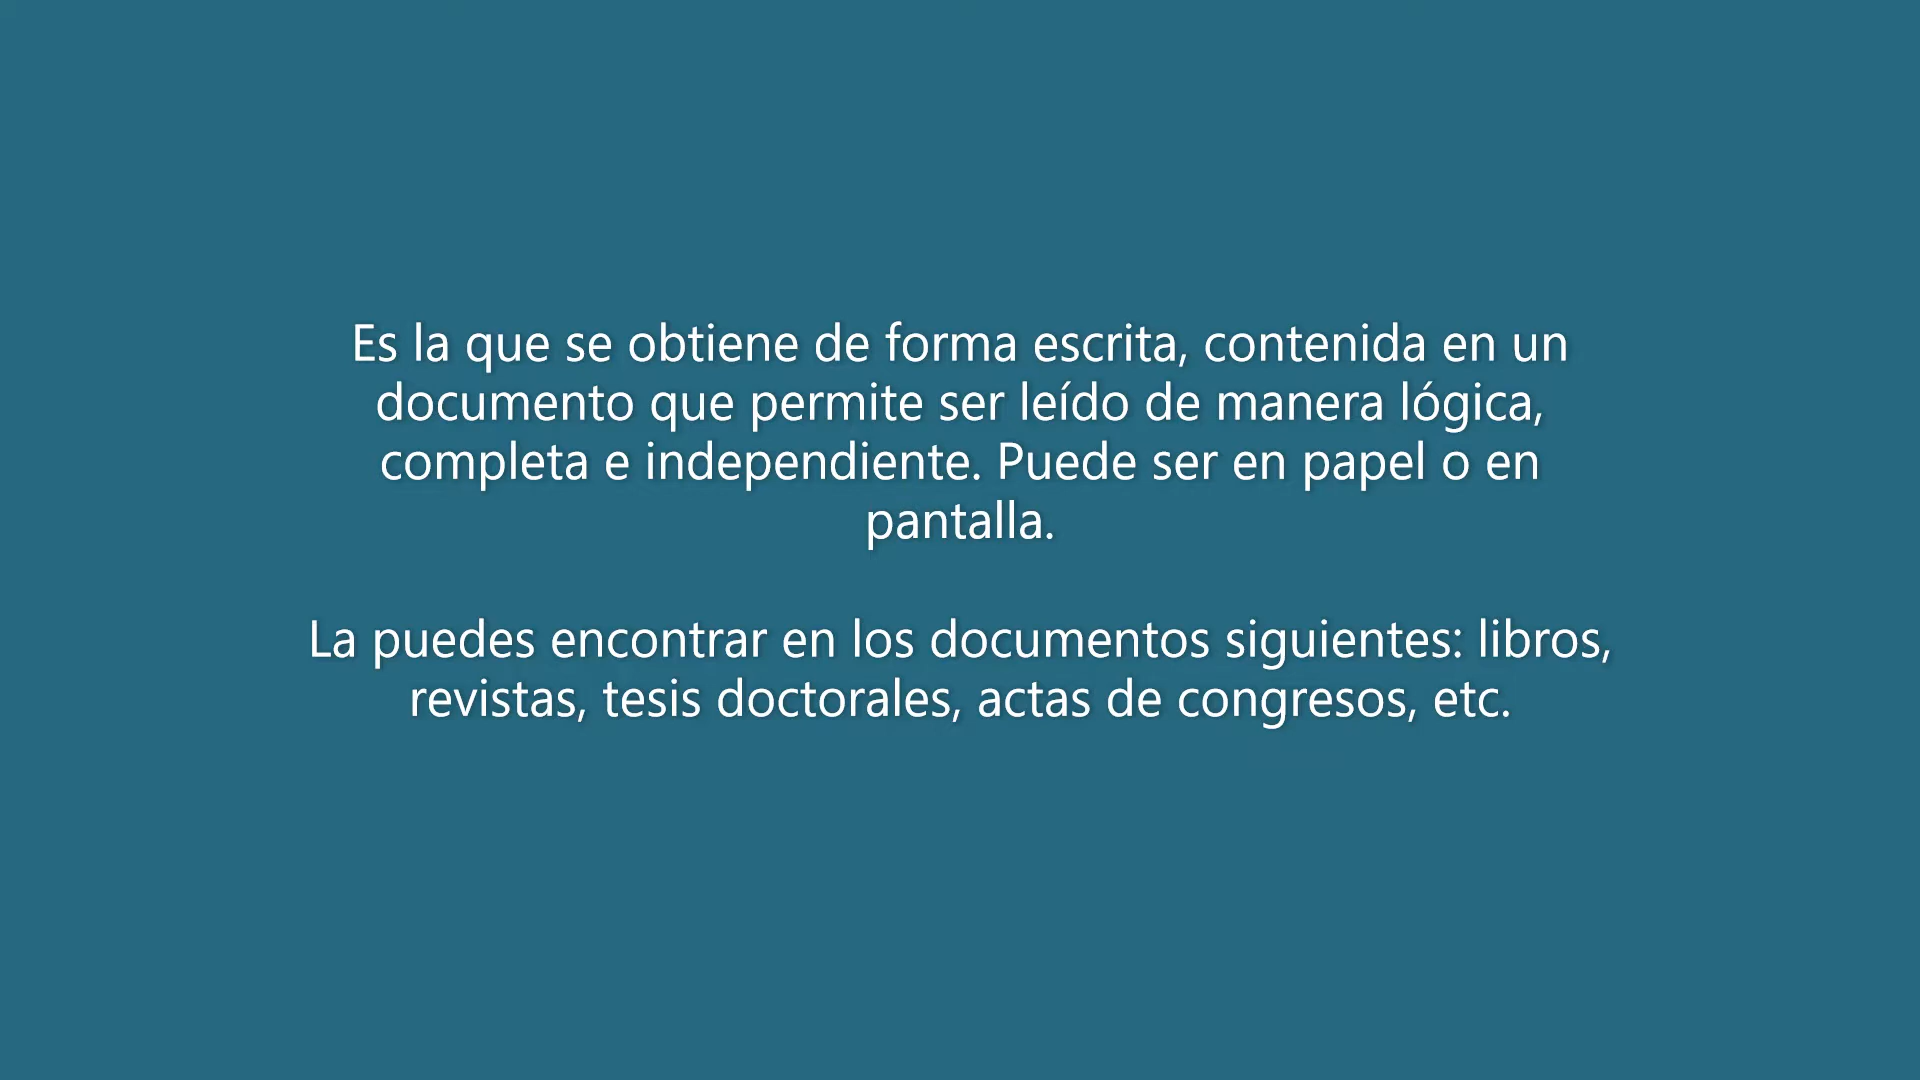 Es la que se obtiene de forma escrita, contenida en un
documento que permite ser leído de manera lógica,
completa e independiente. Puede ser en papel o en
pantalla.
La puedes encontrar en los documentos siguientes: libros,
revistas, tesis doctorales, actas de congresos, etc.